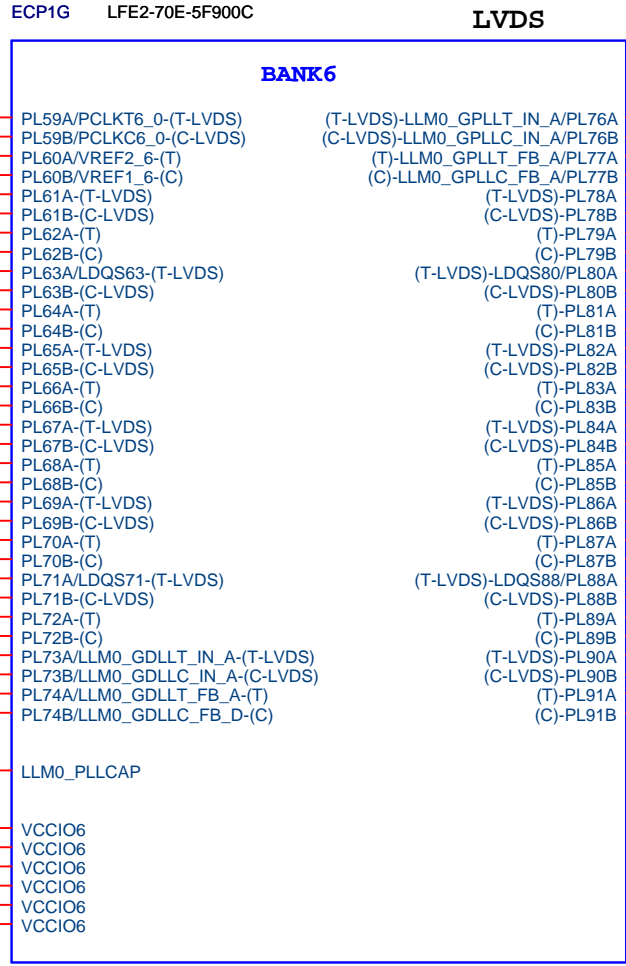 ECP1G LFE2-70E-5F900C LVDS
BANK6
PL59A/PCLKT6_0-(T-LVDS) (T-LVDS)-LLM0_GPLLT_IN_A/PL76A
PL59B/PCLKC6_0-(C-LVDS) (C-LVDS)-LLM0_GPLLC_IN_A/PL76B
PL60A/VREF2_6-(T) (T)-LLM0_GPLLT_FB_A/PL77A
PL60B/VREF1_6-(C) (C)-LLM0_GPLLC_FB_A/PL77B
PL61A-(T-LVDS) (T-LVDS)-PL78A
PL61B-(C-LVDS) (C-LVDS)-PL78B
PL62A-(T) (T)-PL79A
PL62B-(C) (C)-PL79B
PL63A/LDQS63-(T-LVDS) (T-LVDS)-LDQS80/PL80A
PL63B-(C-LVDS) (C-LVDS)-PL80B
PL64A-(T) (T)-PL81A
PL64B-(C) (C)-PL81B
PL65A-(T-LVDS) (T-LVDS)-PL82A
PL65B-(C-LVDS) (C-LVDS)-PL82B
PL66A-(T) (T)-PL83A
PL66B-(C) (C)-PL83B
PL67A-(T-LVDS) (T-LVDS)-PL84A
PL67B-(C-LVDS) (C-LVDS)-PL84B
PL68A-(T) (T)-PL85A
PL68B-(C) (C)-PL85B
PL69A-(T-LVDS) (T-LVDS)-PL86A
PL69B-(C-LVDS) (C-LVDS)-PL86B
PL70A-(T) (T)-PL87A
PL70B-(C) (C)-PL87B
PL71A/LDQS71-(T-LVDS) (T-LVDS)-LDQS88/PL88A
PL71B-(C-LVDS) (C-LVDS)-PL88B
PL72A-(T) (T)-PL89A
PL72B-(C) (C)-PL89B
PL73A/LLM0_GDLLT_IN_A-(T-LVDS) (T-LVDS)-PL90A
PL73B/LLM0_GDLLC_IN_A-(C-LVDS) (C-LVDS)-PL90B
PL74A/LLM0_GDLLT_FB_A-(T) (T)-PL91A
PL74B/LLM0_GDLLC_FB_D-(C) (C)-PL91B
LLM0_PLLCAP
VCCIO6
VCCIO6
VCCIO6
VCCIO6
VCCIO6
VCCIO6